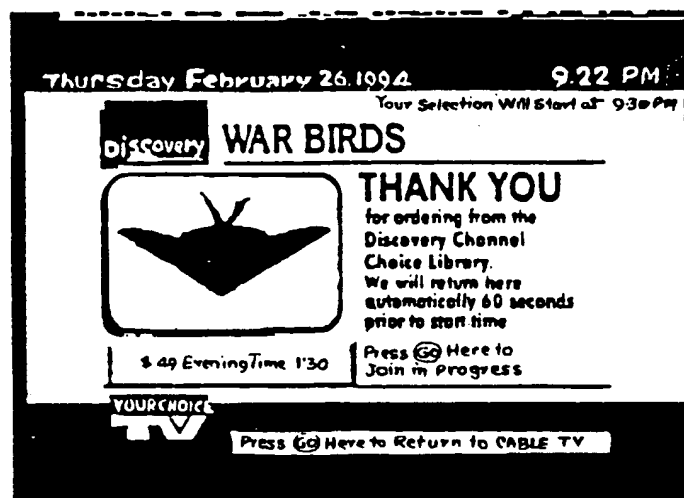 Thursday February 26.1994 9.22 PM
Your Selection Will Start at 9:30 PM
Discovery WAR BIRDS
THANK YOU
for ordering from the
Discovery Channel
Choice Library.
We will return here
automatically 60 seconds
prior to start time
$ .49 Evening Time 1'30
Press Go Here to
Join in Progress
YOUR CHOICE
TV
Press Go Here to Return to CABLE TV